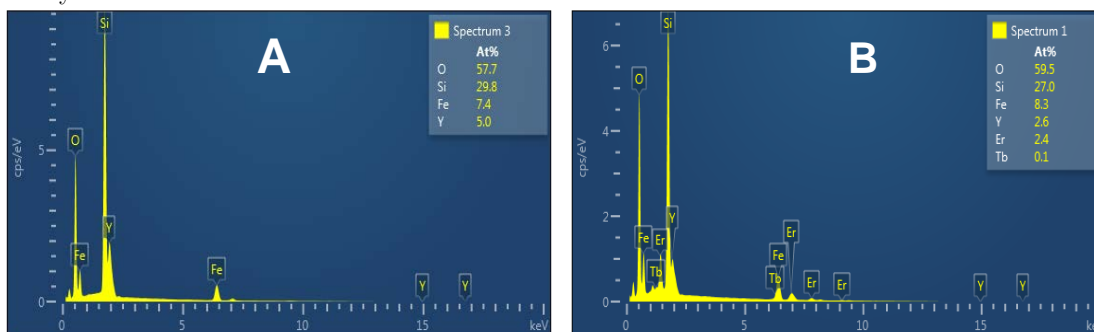 A
Spectrum 3
At%
O 57.7
Si 29.8
Fe 7.4
Y 5.0
Si
O
Y
Fe
Fe
Y
Y
cps/eV
5
0
0
5
10
15
keV
B
Spectrum 1
At%
O 59.5
Si 27.0
Fe 8.3
Y 2.6
Er 2.4
Tb 0.1
Si
O
Fe
Er
Y
Tb
Er
Fe
Tb
Er
Er
Y
Y
cps/eV
6
4
2
0
0
5
10
15